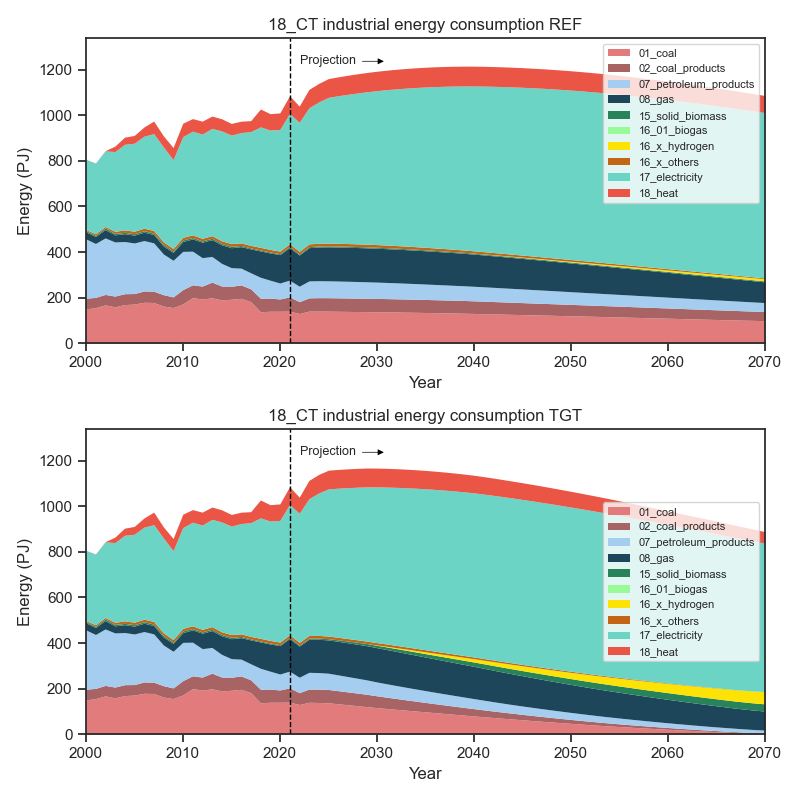 18_CT industrial energy consumption REF
Energy (PJ)
1200
1000
800
600
400
200
0
Projection
01_coal
02_coal_products
07_petroleum_products
08_gas
15_solid_biomass
16_01_biogas
16_x_hydrogen
16_x_others
17_electricity
18_heat
2000 2010 2020 2030 2040 2050 2060 2070
Year
18_CT industrial energy consumption TGT
Energy (PJ)
1200
1000
800
600
400
200
0
Projection
01_coal
02_coal_products
07_petroleum_products
08_gas
15_solid_biomass
16_01_biogas
16_x_hydrogen
16_x_others
17_electricity
18_heat
2000 2010 2020 2030 2040 2050 2060 2070
Year